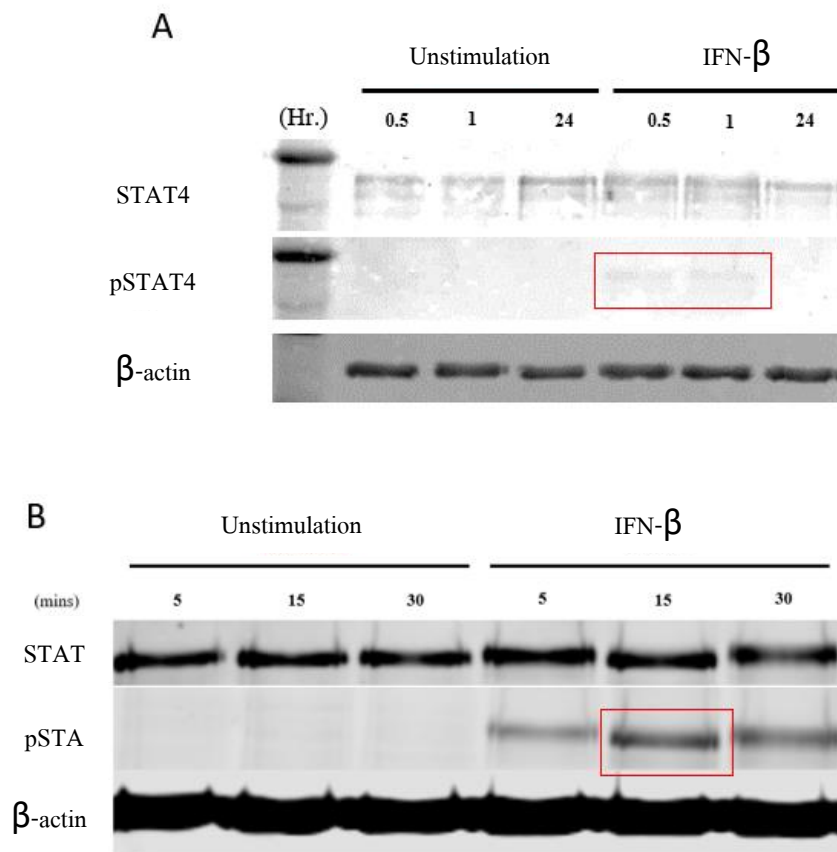 A
Unstimulation IFN-β
(Hr.) 0.5 1 24 0.5 1 24
STAT4
pSTAT4
β-actin
B
Unstimulation IFN-β
(mins) 5 15 30 5 15 30
STAT
pSTA
β-actin